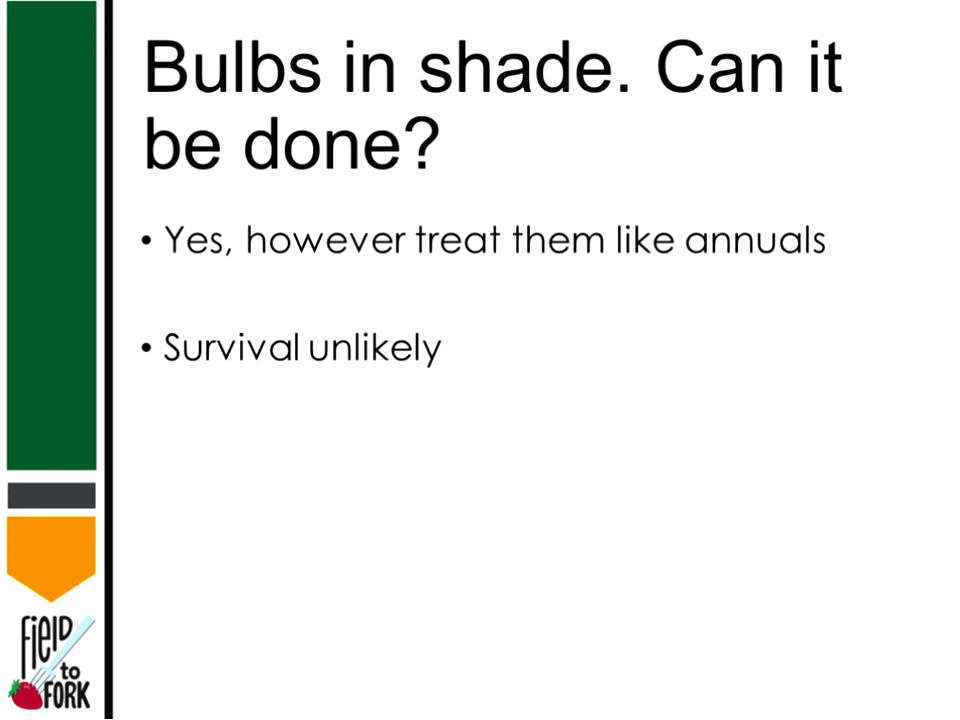 Bulbs in shade. Can it
be done?
• Yes, however treat them like annuals
• Survival unlikely
FiElD
to
FORK